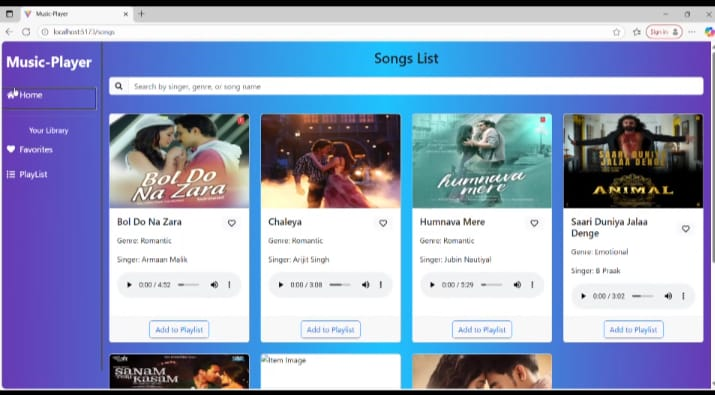 Music-Player
localhost:5173/songs
Sign in
Music-Player
Home
Your Library
Favorites
PlayList
Songs List
Search by singer, genre, or song name
BOL DO
NA ZARA
humnava
mere
SAARI DUNIYA
JALAA DENGE
ANIMAL
Bol Do Na Zara
Genre: Romantic
Singer: Armaan Malik
0:00 / 4:52
Add to Playlist
Chaleya
Genre: Romantic
Singer: Arijit Singh
0:00 / 3:08
Add to Playlist
Humnava Mere
Genre: Romantic
Singer: Jubin Nautiyal
0:00 / 5:29
Add to Playlist
Saari Duniya Jalaa
Denge
Genre: Emotional
Singer: B Praak
0:00 / 3:02
Add to Playlist
SANAM
KASAM
Item Image